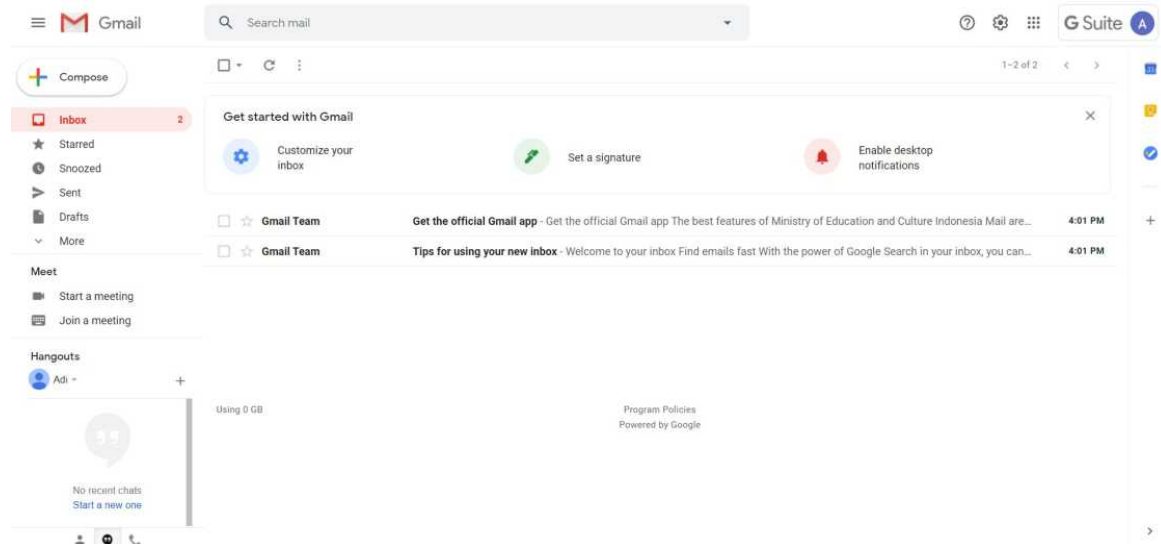 Gmail
Search mail
G Suite A
Compose
1–2 of 2
31
Inbox 2
Starred
Snoozed
Sent
Drafts
More
Get started with Gmail
Customize your
inbox
Set a signature
Enable desktop
notifications
Gmail Team Get the official Gmail app - Get the official Gmail app The best features of Ministry of Education and Culture Indonesia Mail are... 4:01 PM
Gmail Team Tips for using your new inbox - Welcome to your inbox Find emails fast With the power of Google Search in your inbox, you can... 4:01 PM
Meet
Start a meeting
Join a meeting
Hangouts
Adi
No recent chats
Start a new one
Using 0 GB
Program Policies
Powered by Google